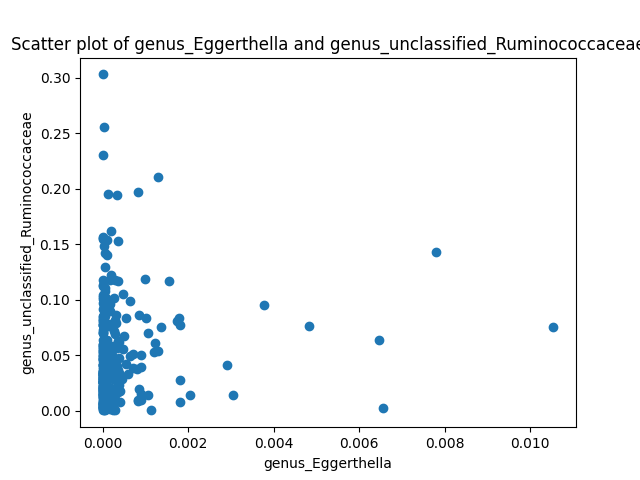 Scatter plot of genus_Eggerthella and genus_unclassified_Ruminococcaceae
0.30
0.25
0.20
0.15
0.10
0.05
0.00
genus_unclassified_Ruminococcaceae
0.000 0.002 0.004 0.006 0.008 0.010
genus_Eggerthella